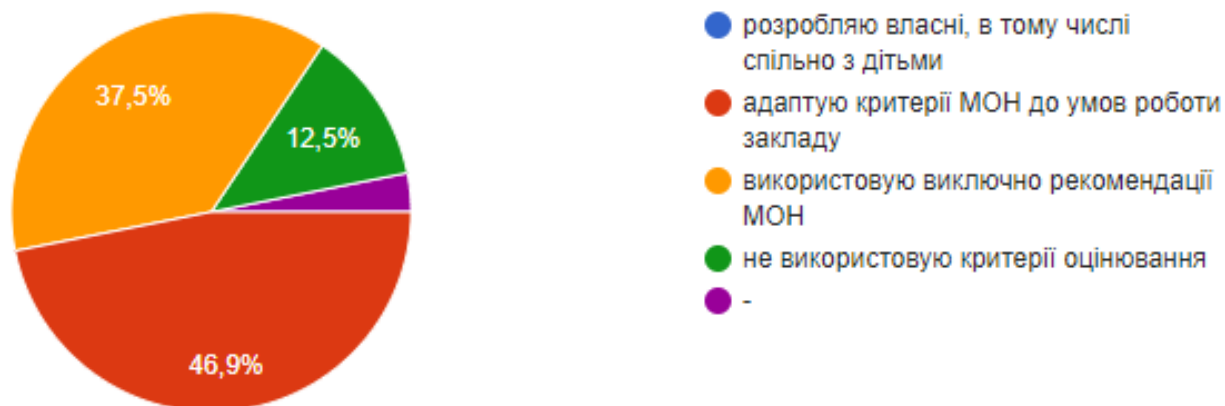 37,5%
12,5%
46,9%
розробляю власні, в тому числі
спільно з дітьми
адаптую критерії МОН до умов роботи
закладу
використовую виключно рекомендації
МОН
не використовую критерії оцінювання
-